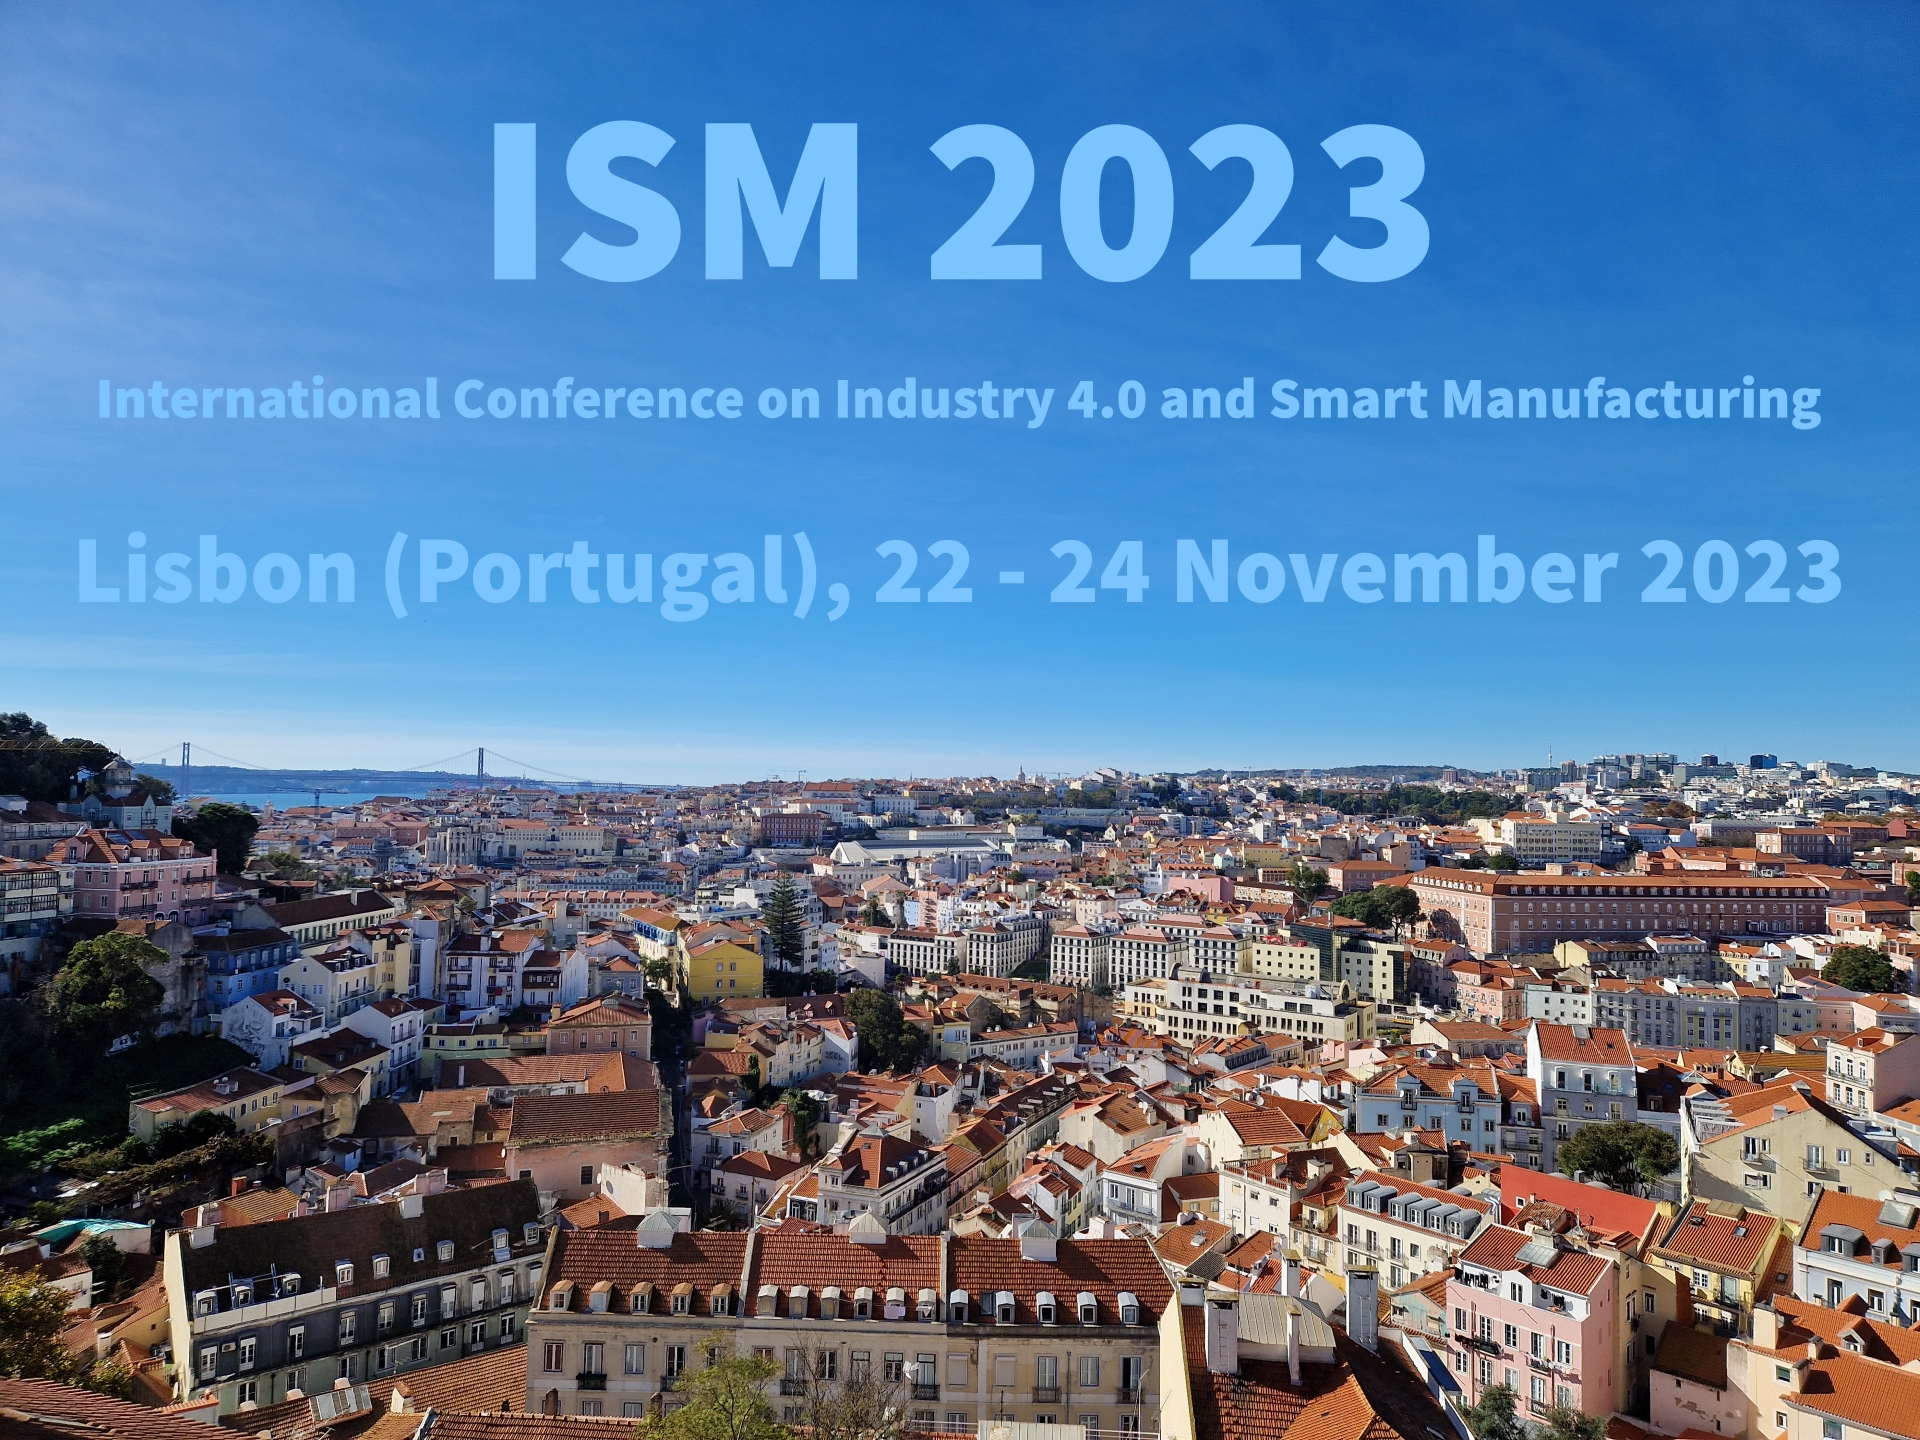 ISM 2023
International Conference on Industry 4.0 and Smart Manufacturing
Lisbon (Portugal), 22 - 24 November 2023